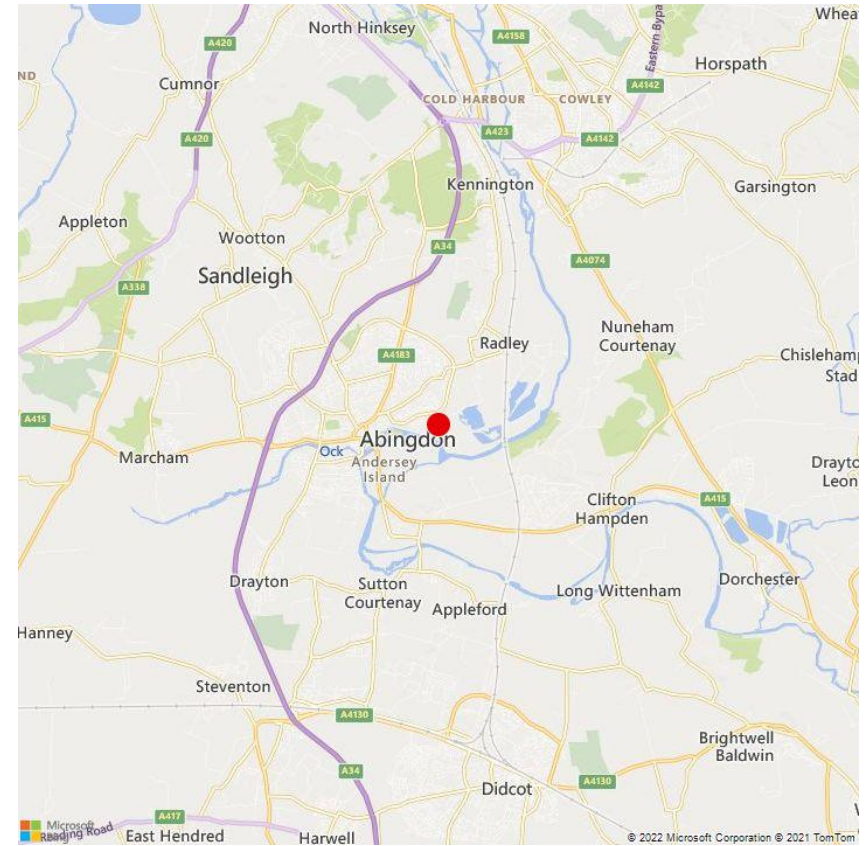 Whea
A420
North Hinksey
A4158
Eastern Bypa
Horspath
ND
Cumnor
A4142
COLD HARBOUR
COWLEY
A420
A423
A4142
Kennington
Garsington
Appleton
Wootton
A34
A4074
Sandleigh
A338
Nuneham
Courtenay
Radley
A4183
Chislehamp
Stad
A415
Abingdon
Ock
Marcham
Andersey
Island
Drayto
Leon
Clifton
Hampden
A415
Drayton
Sutton
Courtenay
Long Wittenham
Dorchester
Appleford
Hanney
Steventon
A4130
Brightwell
Baldwin
A34
A4130
Didcot
A417
Microsoft
Bing
Reading Road
East Hendred
Harwell
© 2022 Microsoft Corporation © 2021 TomTom